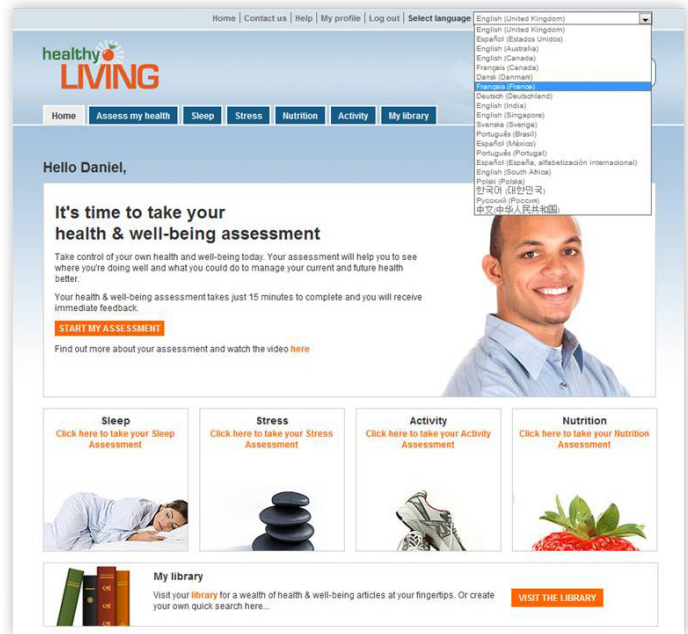 Home | Contact us | Help | My profile | Log out | Select language English (United Kingdom)
English (United Kingdom)
Español (Estados Unidos)
English (Australia)
English (Canada)
Français (Canada)
Dansk (Danmark)
Français (France)
Deutsch (Deutschland)
English (India)
English (Singapore)
Svenska (Sverige)
Português (Brasil)
Español (México)
Português (Portugal)
Español (España, alfabetización internacional)
English (South Africa)
Polski (Polska)
한국어 (대한민국)
Русский (Россия)
中文(中华人民共和国)
healthy
LIVING
Home Assess my health Sleep Stress Nutrition Activity My library
Hello Daniel,
It's time to take your
health & well-being assessment
Take control of your own health and well-being today. Your assessment will help you to see
where you're doing well and what you could do to manage your current and future health
better.
Your health & well-being assessment takes just 15 minutes to complete and you will receive
immediate feedback.
START MY ASSESSMENT
Find out more about your assessment and watch the video here
Sleep
Click here to take your Sleep
Assessment
Stress
Click here to take your Stress
Assessment
Activity
Click here to take your Activity
Assessment
Nutrition
Click here to take your Nutrition
Assessment
My library
Visit your library for a wealth of health & well-being articles at your fingertips. Or create
your own quick search here...
VISIT THE LIBRARY